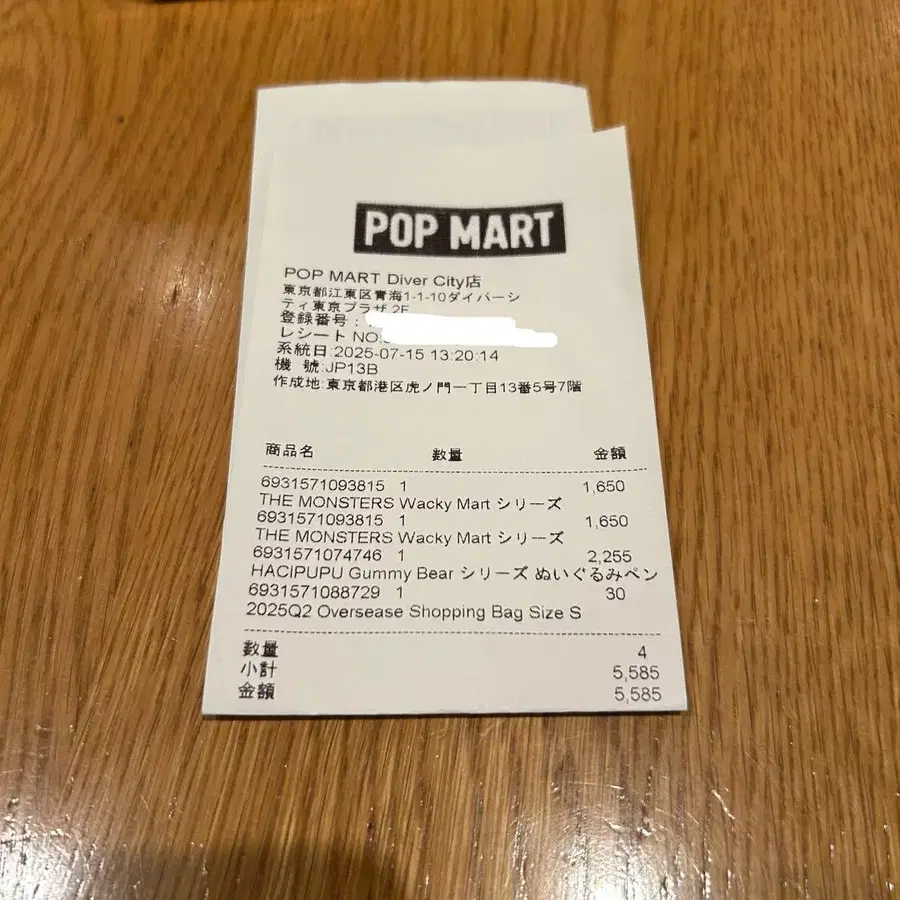 POP MART
POP MART Diver City店
東京都江東区青海1-1-10ダイバーシ
ティ東京プラザ 2F
登録番号:
レシート NO.
系統日:2025-07-15 13:20:14
機 號:JP13B
作成地:東京都港区虎ノ門一丁目13番5号7階
商品名 数量 金額
6931571093815 1 1,650
THE MONSTERS Wacky Mart シリーズ
6931571093815 1 1,650
THE MONSTERS Wacky Mart シリーズ
6931571074746 1 2,255
HACIPUPU Gummy Bear シリーズ ぬいぐるみペン
6931571088729 1 30
2025Q2 Oversease Shopping Bag Size S
数量 4
小計 5,585
金額 5,585